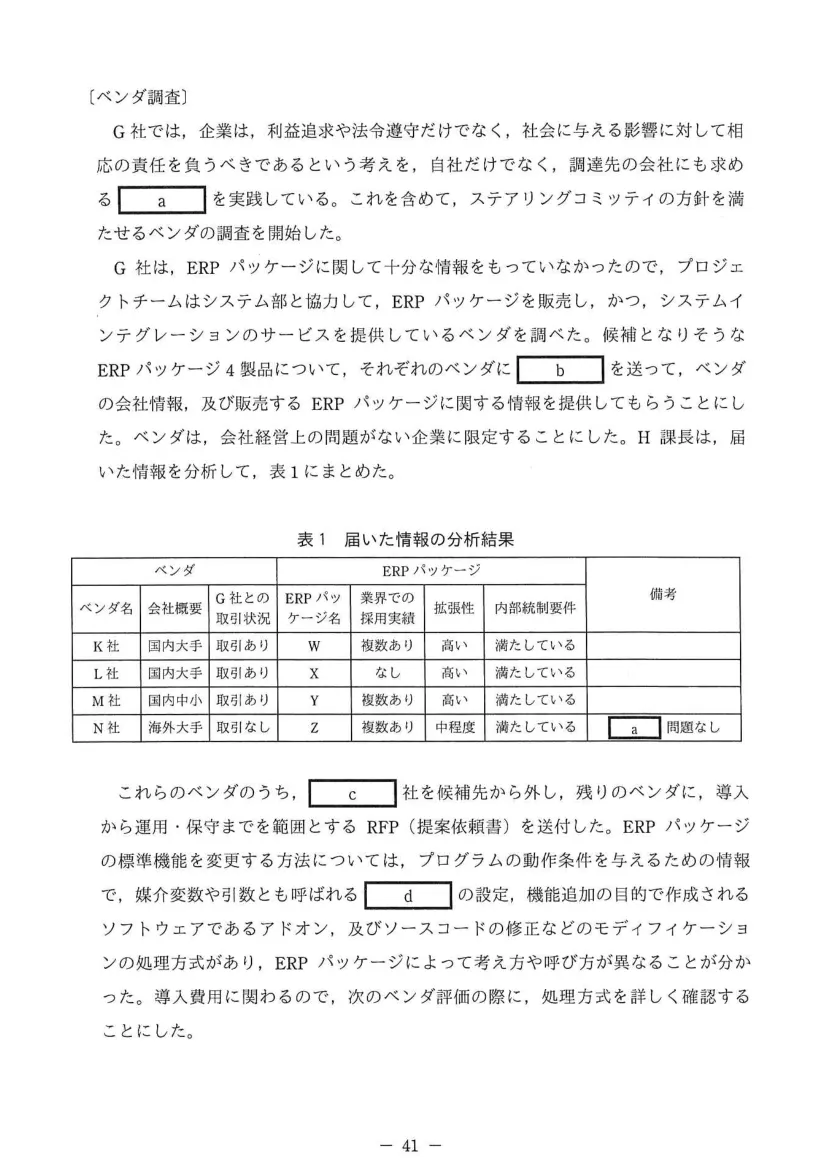 〔ベンダ調査〕
G 社では，企業は，利益追求や法令遵守だけでなく，社会に与える影響に対して相
応の責任を負うべきであるという考えを，自社だけでなく，調達先の会社にも求め
る a を実践している。これを含めて，ステアリングコミッティの方針を満
たせるベンダの調査を開始した。
G 社は，ERP パッケージに関して十分な情報をもっていなかったので，プロジェ
クトチームはシステム部と協力して，ERP パッケージを販売し，かつ，システムイ
ンテグレーションのサービスを提供しているベンダを調べた。候補となりそうな
ERP パッケージ 4 製品について，それぞれのベンダに b を送って，ベンダ
の会社情報，及び販売する ERP パッケージに関する情報を提供してもらうことにし
た。ベンダは，会社経営上の問題がない企業に限定することにした。H 課長は，届
いた情報を分析して，表 1 にまとめた。
表 1 届いた情報の分析結果
ベンダ ERP パッケージ 備考
ベンダ名 会社概要 G 社との取引状況 ERP パッケージ名 業界での採用実績 拡張性 内部統制要件
K 社 国内大手 取引あり W 複数あり 高い 満たしている
L 社 国内大手 取引あり X なし 高い 満たしている
M 社 国内中小 取引あり Y 複数あり 高い 満たしている
N 社 海外大手 取引なし Z 複数あり 中程度 満たしている a 問題なし
これらのベンダのうち， c 社を候補先から外し，残りのベンダに，導入
から運用・保守までを範囲とする RFP（提案依頼書）を送付した。ERP パッケージ
の標準機能を変更する方法については，プログラムの動作条件を与えるための情報
で，媒介変数や引数とも呼ばれる d の設定，機能追加の目的で作成される
ソフトウェアであるアドオン，及びソースコードの修正などのモディフィケーショ
ンの処理方式があり，ERP パッケージによって考え方や呼び方が異なることが分か
った。導入費用に関わるので，次のベンダ評価の際に，処理方式を詳しく確認する
ことにした。
－ 41 －